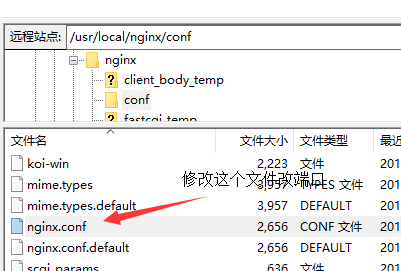 远程站点: /usr/local/nginx/conf
nginx
client_body_temp
conf
fastcgi_temp
文件名 文件大小 文件类型 最近
koi-win 2,223 文件 201
mime.types 3,957 TYPES 文件 201
修改这个文件改端口
mime.types.default 3,957 DEFAULT 201
nginx.conf 2,656 CONF 文件 201
nginx.conf.default 2,656 DEFAULT 201
scgi_params 636 文件 201